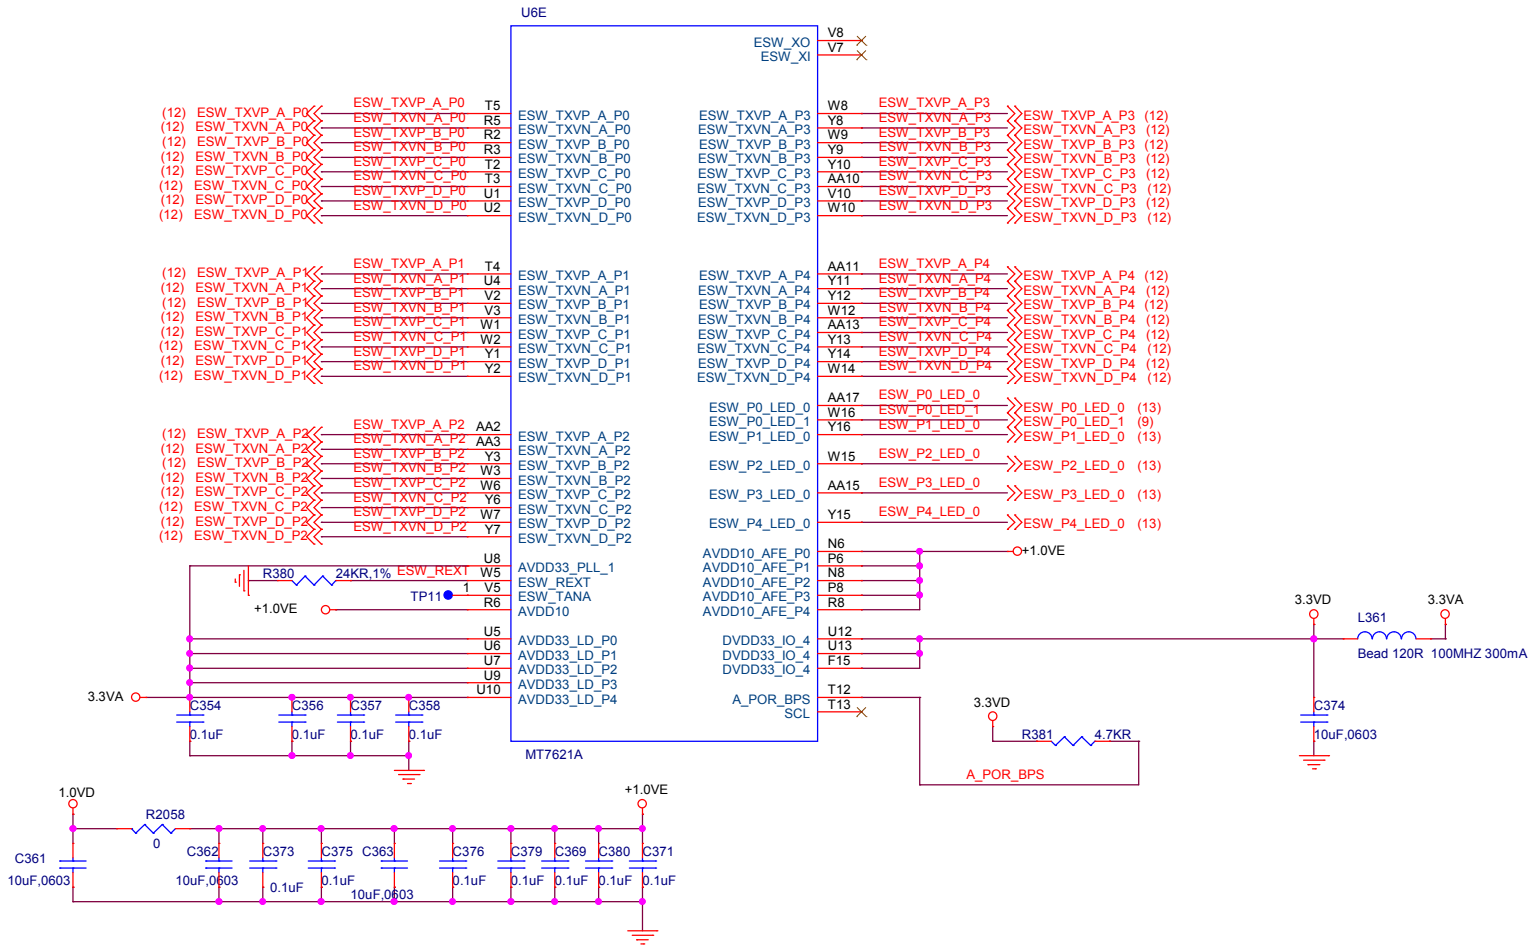 U6E
V8
ESW_XO
V7
ESW_XI
(12) ESW_TXVP_A_P0 ESW_TXVP_A_P0 T5 ESW_TXVP_A_P0
(12) ESW_TXVN_A_P0 ESW_TXVN_A_P0 R5 ESW_TXVN_A_P0
(12) ESW_TXVP_B_P0 ESW_TXVP_B_P0 R2 ESW_TXVP_B_P0
(12) ESW_TXVN_B_P0 ESW_TXVN_B_P0 R3 ESW_TXVN_B_P0
(12) ESW_TXVP_C_P0 ESW_TXVP_C_P0 T2 ESW_TXVP_C_P0
(12) ESW_TXVN_C_P0 ESW_TXVN_C_P0 T3 ESW_TXVN_C_P0
(12) ESW_TXVP_D_P0 ESW_TXVP_D_P0 U1 ESW_TXVP_D_P0
(12) ESW_TXVN_D_P0 ESW_TXVN_D_P0 U2 ESW_TXVN_D_P0
ESW_TXVP_A_P3 W8 ESW_TXVP_A_P3 ESW_TXVP_A_P3 (12)
ESW_TXVN_A_P3 Y8 ESW_TXVN_A_P3 ESW_TXVN_A_P3 (12)
ESW_TXVP_B_P3 W9 ESW_TXVP_B_P3 ESW_TXVP_B_P3 (12)
ESW_TXVN_B_P3 Y9 ESW_TXVN_B_P3 ESW_TXVN_B_P3 (12)
ESW_TXVP_C_P3 Y10 ESW_TXVP_C_P3 ESW_TXVP_C_P3 (12)
ESW_TXVN_C_P3 AA10 ESW_TXVN_C_P3 ESW_TXVN_C_P3 (12)
ESW_TXVP_D_P3 V10 ESW_TXVP_D_P3 ESW_TXVP_D_P3 (12)
ESW_TXVN_D_P3 W10 ESW_TXVN_D_P3 ESW_TXVN_D_P3 (12)
(12) ESW_TXVP_A_P1 ESW_TXVP_A_P1 T4 ESW_TXVP_A_P1
(12) ESW_TXVN_A_P1 ESW_TXVN_A_P1 U4 ESW_TXVN_A_P1
(12) ESW_TXVP_B_P1 ESW_TXVP_B_P1 V2 ESW_TXVP_B_P1
(12) ESW_TXVN_B_P1 ESW_TXVN_B_P1 V3 ESW_TXVN_B_P1
(12) ESW_TXVP_C_P1 ESW_TXVP_C_P1 W1 ESW_TXVP_C_P1
(12) ESW_TXVN_C_P1 ESW_TXVN_C_P1 W2 ESW_TXVN_C_P1
(12) ESW_TXVP_D_P1 ESW_TXVP_D_P1 Y1 ESW_TXVP_D_P1
(12) ESW_TXVN_D_P1 ESW_TXVN_D_P1 Y2 ESW_TXVN_D_P1
ESW_TXVP_A_P4 AA11 ESW_TXVP_A_P4 ESW_TXVP_A_P4 (12)
ESW_TXVN_A_P4 Y11 ESW_TXVN_A_P4 ESW_TXVN_A_P4 (12)
ESW_TXVP_B_P4 Y12 ESW_TXVP_B_P4 ESW_TXVP_B_P4 (12)
ESW_TXVN_B_P4 W12 ESW_TXVN_B_P4 ESW_TXVN_B_P4 (12)
ESW_TXVP_C_P4 AA13 ESW_TXVP_C_P4 ESW_TXVP_C_P4 (12)
ESW_TXVN_C_P4 Y13 ESW_TXVN_C_P4 ESW_TXVN_C_P4 (12)
ESW_TXVP_D_P4 Y14 ESW_TXVP_D_P4 ESW_TXVP_D_P4 (12)
ESW_TXVN_D_P4 W14 ESW_TXVN_D_P4 ESW_TXVN_D_P4 (12)
ESW_P0_LED_0 AA17 ESW_P0_LED_0 ESW_P0_LED_0 (13)
ESW_P0_LED_1 W16 ESW_P0_LED_1 ESW_P0_LED_1 (9)
ESW_P1_LED_0 Y16 ESW_P1_LED_0 ESW_P1_LED_0 (13)
ESW_P2_LED_0 W15 ESW_P2_LED_0 ESW_P2_LED_0 (13)
ESW_P3_LED_0 AA15 ESW_P3_LED_0 ESW_P3_LED_0 (13)
ESW_P4_LED_0 Y15 ESW_P4_LED_0 ESW_P4_LED_0 (13)
(12) ESW_TXVP_A_P2 ESW_TXVP_A_P2 AA2 ESW_TXVP_A_P2
(12) ESW_TXVN_A_P2 ESW_TXVN_A_P2 AA3 ESW_TXVN_A_P2
(12) ESW_TXVP_B_P2 ESW_TXVP_B_P2 Y3 ESW_TXVP_B_P2
(12) ESW_TXVN_B_P2 ESW_TXVN_B_P2 W3 ESW_TXVN_B_P2
(12) ESW_TXVP_C_P2 ESW_TXVP_C_P2 W6 ESW_TXVP_C_P2
(12) ESW_TXVN_C_P2 ESW_TXVN_C_P2 Y6 ESW_TXVN_C_P2
(12) ESW_TXVP_D_P2 ESW_TXVP_D_P2 W7 ESW_TXVP_D_P2
(12) ESW_TXVN_D_P2 ESW_TXVN_D_P2 Y7 ESW_TXVN_D_P2
AVDD10_AFE_P0 N6 +1.0VE
AVDD10_AFE_P1 P6
AVDD10_AFE_P2 N8
AVDD10_AFE_P3 P8
AVDD10_AFE_P4 R8
U8 AVDD33_PLL_1
R380 24KR,1% ESW_REXT W5 ESW_REXT
TP11 1 V5 ESW_TANA
+1.0VE R6 AVDD10
U5 AVDD33_LD_P0
U6 AVDD33_LD_P1
U7 AVDD33_LD_P2
U9 AVDD33_LD_P3
3.3VA U10 AVDD33_LD_P4
DVDD33_IO_4 U12
DVDD33_IO_4 U13
DVDD33_IO_4 F15
3.3VD 3.3VA
L361
Bead 120R 100MHZ 300mA
A_POR_BPS T12
SCL T13
3.3VD
R381 4.7KR
A_POR_BPS
C374
10uF,0603
C354 C356 C357 C358
0.1uF 0.1uF 0.1uF 0.1uF
MT7621A
1.0VD +1.0VE
R2058
0
C361 C362 C373 C375 C363 C376 C379 C369 C380 C371
10uF,0603 10uF,0603 0.1uF 0.1uF 10uF,0603 0.1uF 0.1uF 0.1uF 0.1uF 0.1uF